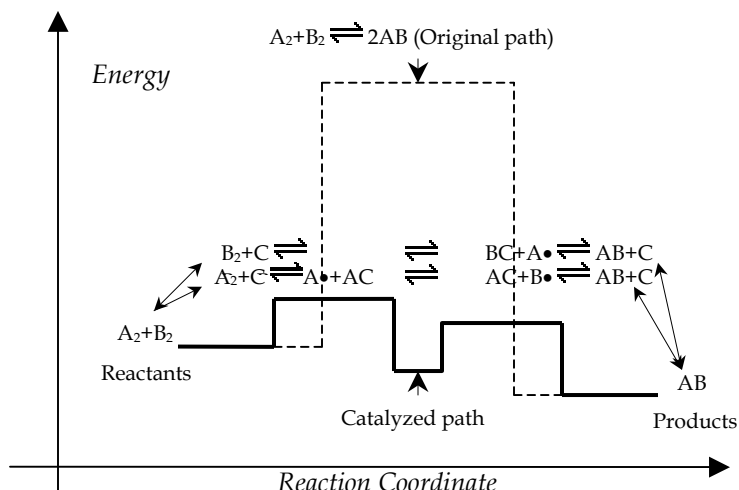 A₂+B₂ ⇌ 2AB (Original path)
Energy
B₂+C ⇌ ⇌ BC+A• ⇌ AB+C
A₂+C ⇌ A•+AC ⇌ AC+B• ⇌ AB+C
A₂+B₂
Reactants
AB
Catalyzed path
Products
Reaction Coordinate